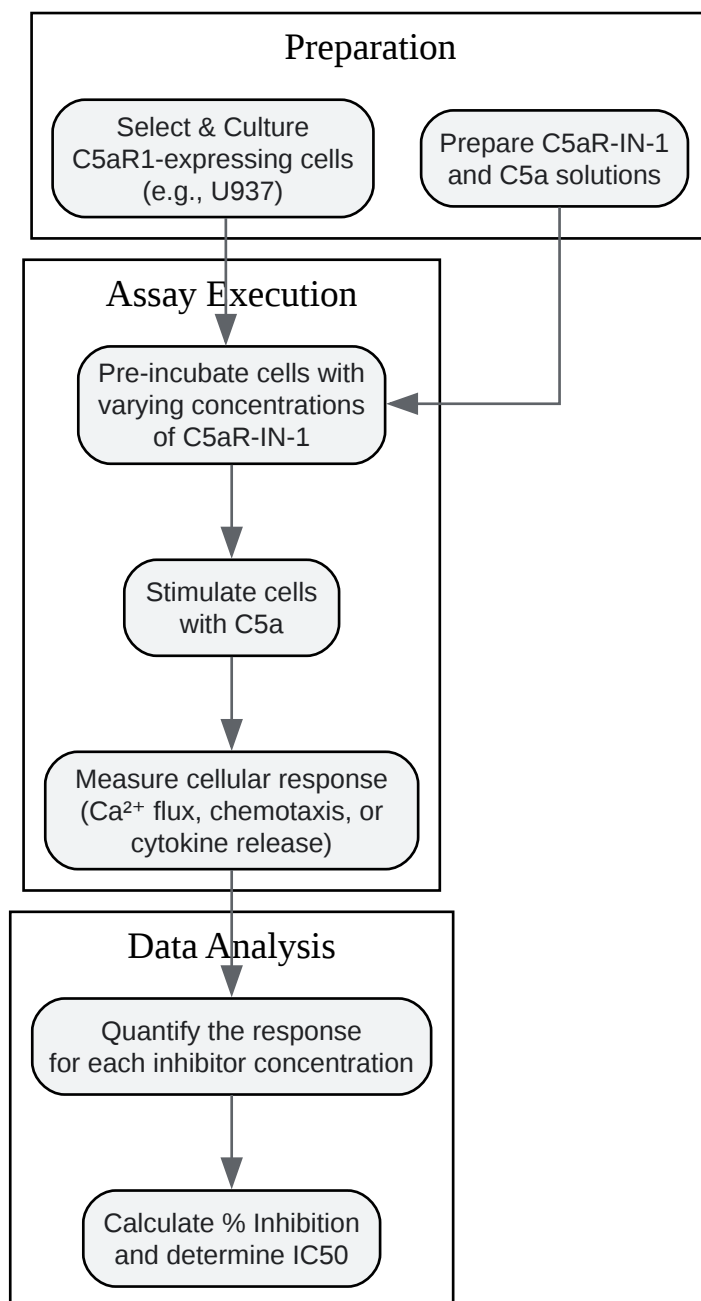 Preparation
Select & Culture
C5aR1-expressing cells
(e.g., U937)
Prepare C5aR-IN-1
and C5a solutions
Assay Execution
Pre-incubate cells with
varying concentrations
of C5aR-IN-1
Stimulate cells
with C5a
Measure cellular response
(Ca²⁺ flux, chemotaxis, or
cytokine release)
Data Analysis
Quantify the response
for each inhibitor concentration
Calculate % Inhibition
and determine IC50